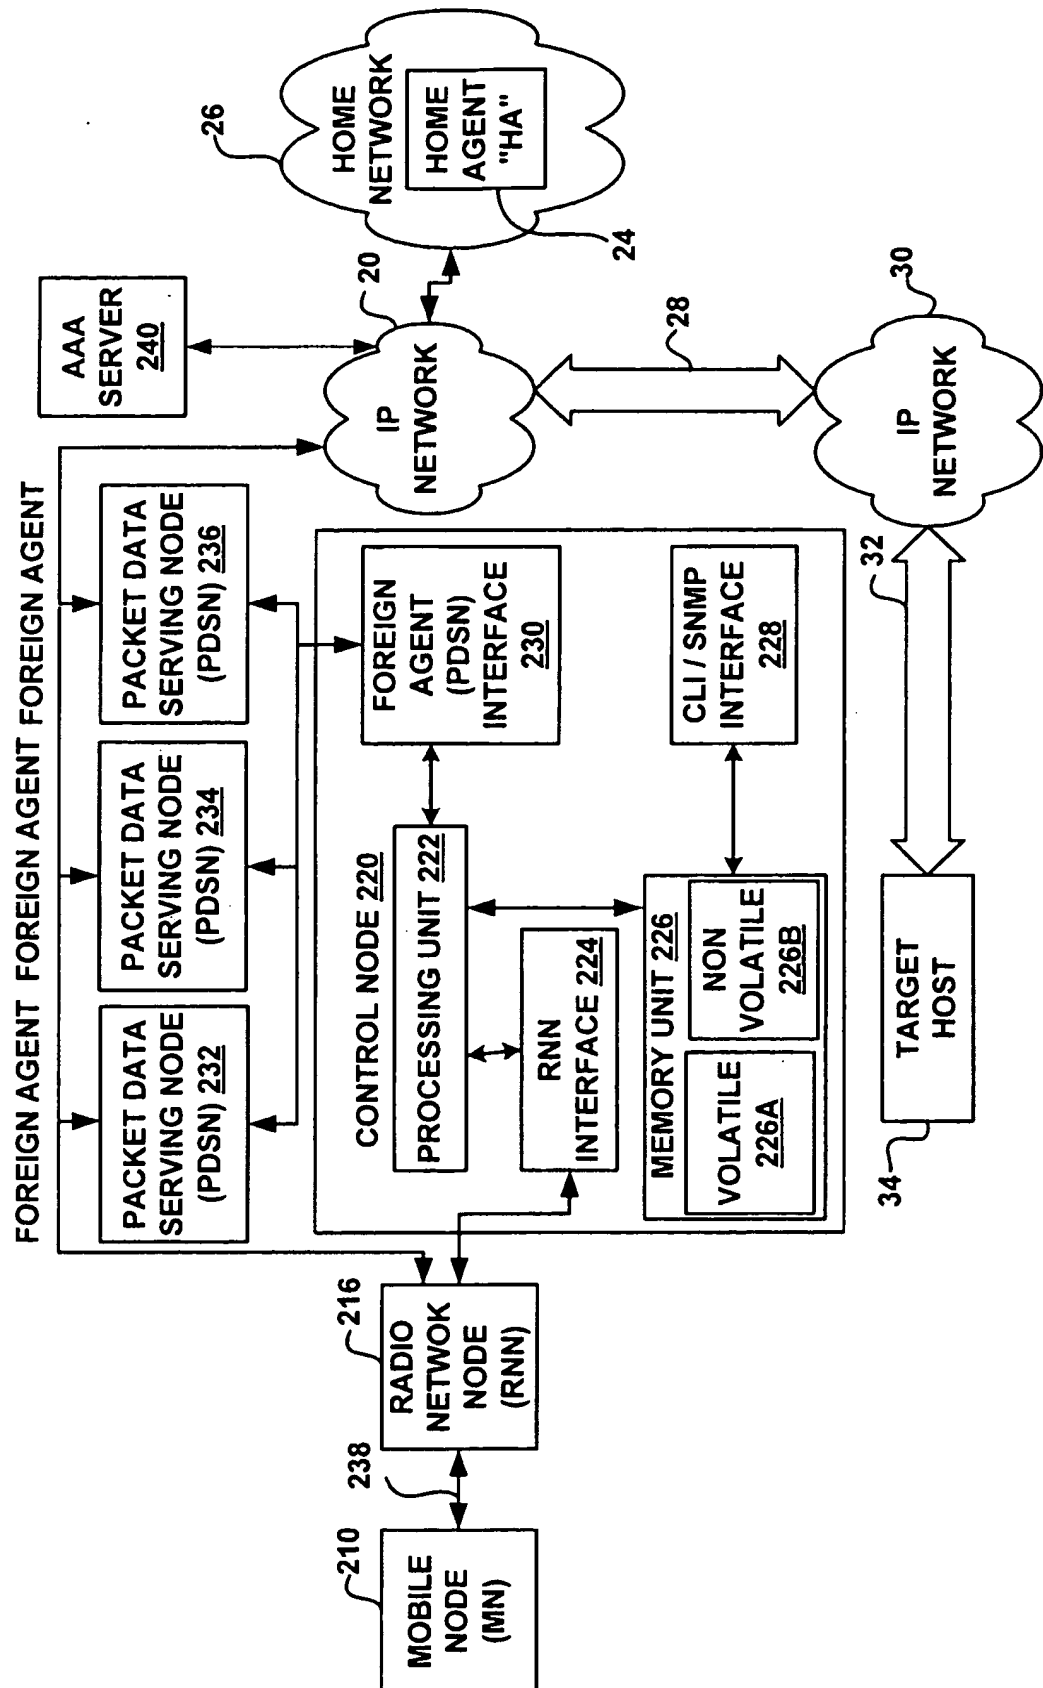 FOREIGN AGENT FOREIGN AGENT FOREIGN AGENT
PACKET DATA
SERVING NODE
(PDSN) 232
PACKET DATA
SERVING NODE
(PDSN) 234
PACKET DATA
SERVING NODE
(PDSN) 236
AAA
SERVER
240
26
HOME
NETWORK
HOME
AGENT
"HA"
24
20
IP
NETWORK
28
30
IP
NETWORK
32
TARGET
HOST
34
CONTROL NODE 220
PROCESSING UNIT 222
FOREIGN
AGENT
(PDSN)
INTERFACE
230
RNN
INTERFACE 224
MEMORY UNIT 226
VOLATILE
226A
NON
VOLATILE
226B
CLI / SNMP
INTERFACE
228
216
RADIO
NETWOK
NODE
(RNN)
238
210
MOBILE
NODE
(MN)